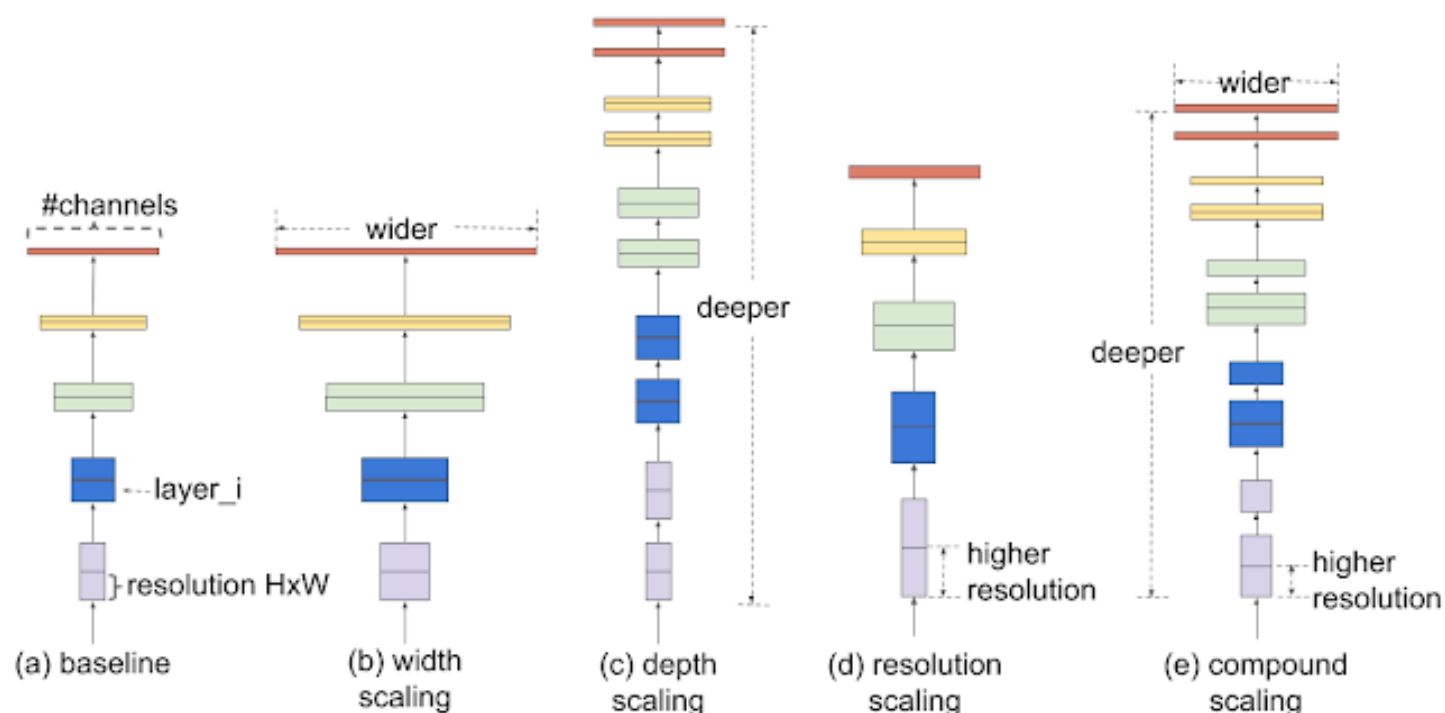 #channels
layer_i
resolution HxW
(a) baseline
wider
(b) width
scaling
deeper
(c) depth
scaling
higher
resolution
(d) resolution
scaling
wider
deeper
higher
resolution
(e) compound
scaling